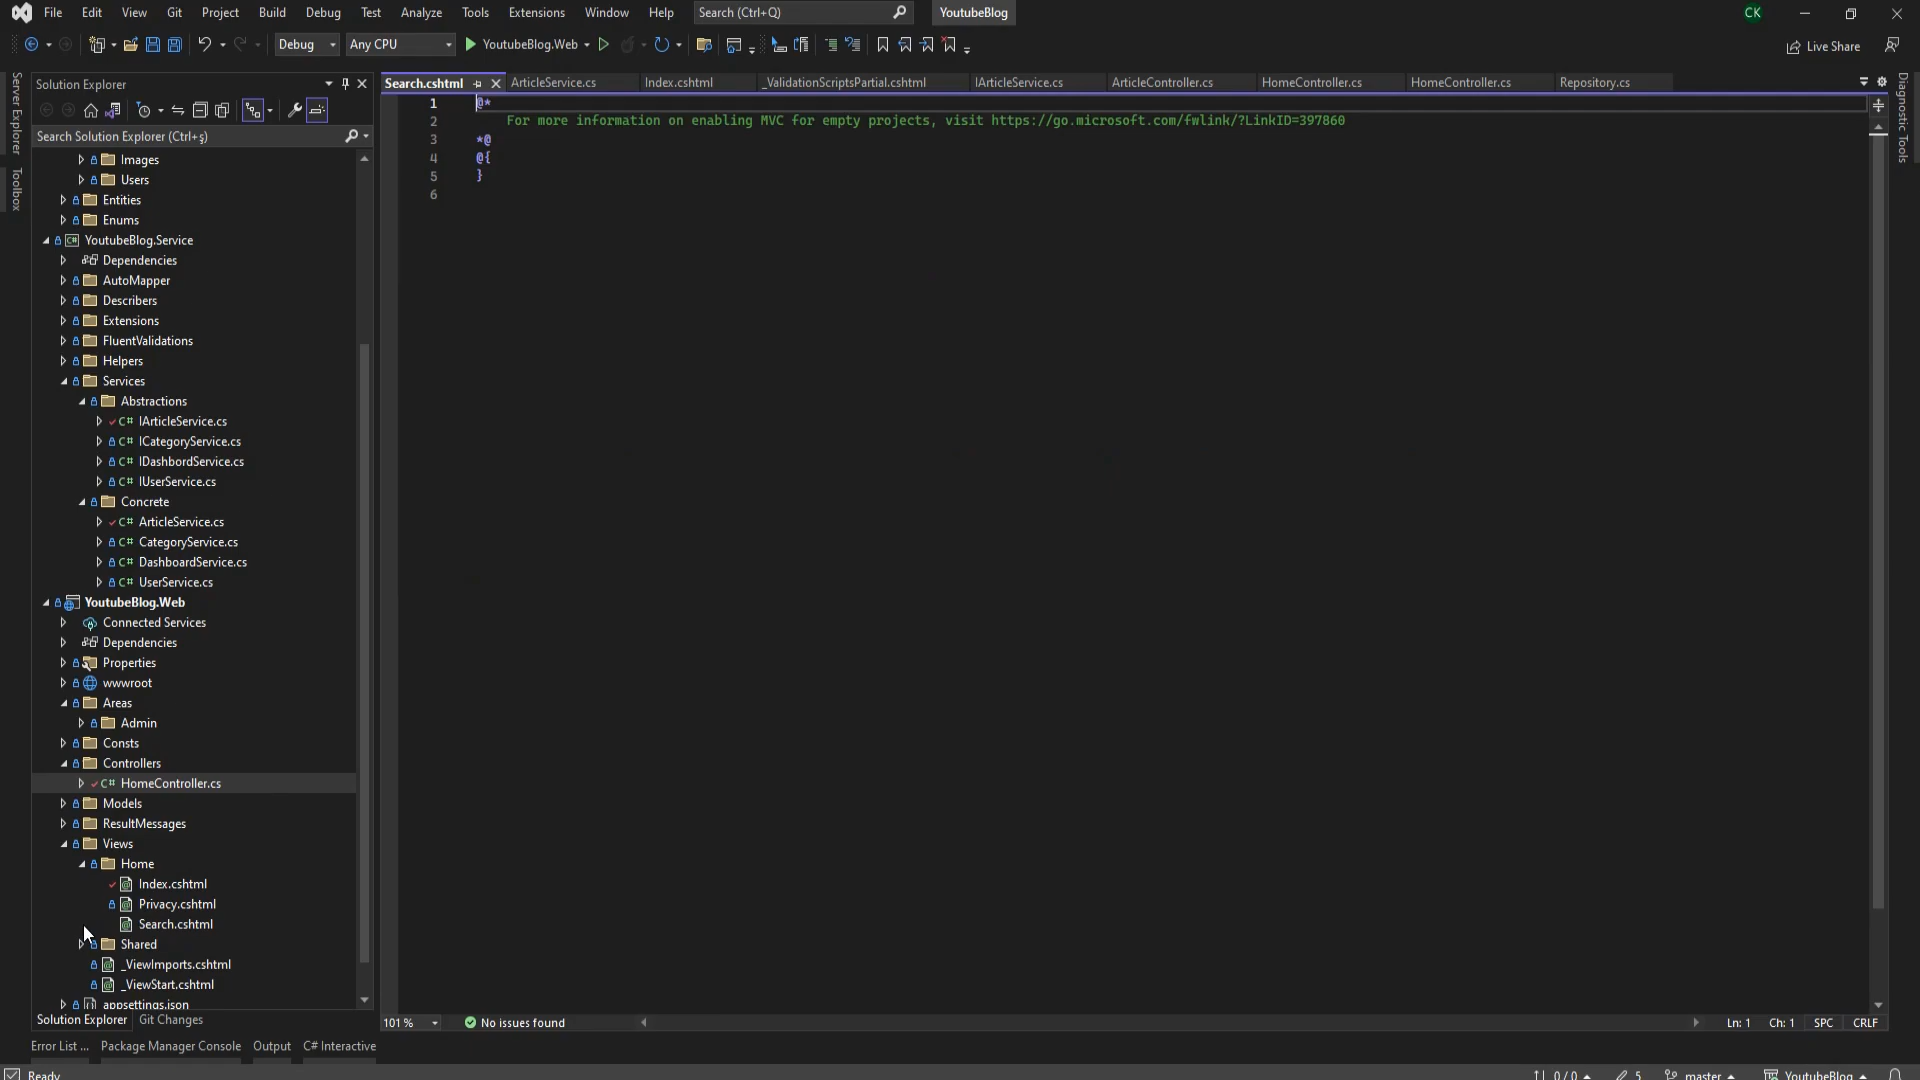 File Edit View Git Project Build Debug Test Analyze Tools Extensions Window Help Search (Ctrl+Q) YoutubeBlog CK
Debug Any CPU YoutubeBlog.Web Live Share
Server Explorer
Toolbox
Solution Explorer
Search Solution Explorer (Ctrl+ş)
Images
Users
Entities
Enums
YoutubeBlog.Service
Dependencies
AutoMapper
Describers
Extensions
FluentValidations
Helpers
Services
Abstractions
C# IArticleService.cs
C# ICategoryService.cs
C# IDashbordService.cs
C# IUserService.cs
Concrete
C# ArticleService.cs
C# CategoryService.cs
C# DashboardService.cs
C# UserService.cs
YoutubeBlog.Web
Connected Services
Dependencies
Properties
wwwroot
Areas
Admin
Consts
Controllers
C# HomeController.cs
Models
ResultMessages
Views
Home
Index.cshtml
Privacy.cshtml
Search.cshtml
Shared
_ViewImports.cshtml
_ViewStart.cshtml
appsettings.json
Solution Explorer Git Changes
Search.cshtml ArticleService.cs Index.cshtml _ValidationScriptsPartial.cshtml IArticleService.cs ArticleController.cs HomeController.cs HomeController.cs Repository.cs
1 @*
2 For more information on enabling MVC for empty projects, visit https://go.microsoft.com/fwlink/?LinkID=397860
3 *@
4 @{
5 }
6
101 % No issues found Ln: 1 Ch: 1 SPC CRLF
Diagnostic Tools
Error List ... Package Manager Console Output C# Interactive
Ready 0 / 0 5 master YoutubeBlog